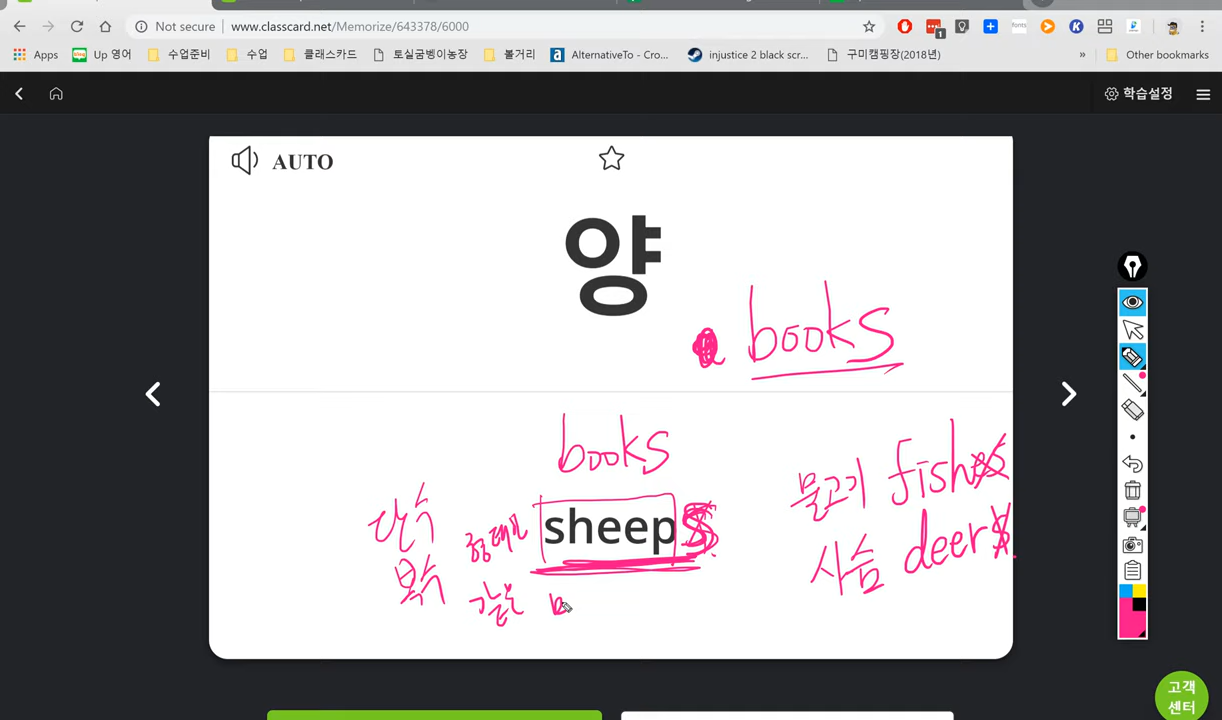 Not secure www.classcard.net/Memorize/643378/6000
Apps Up 영어 수업준비 수업 클래스카드 토실굼벵이농장 볼거리 AlternativeTo - Cro... injustice 2 black scr... 구미캠핑장(2018년) » Other bookmarks
학습설정
AUTO
양
books
books
단수 형태가 sheep
복수 같은
물고기 fishes
사슴 deers
고객
센터